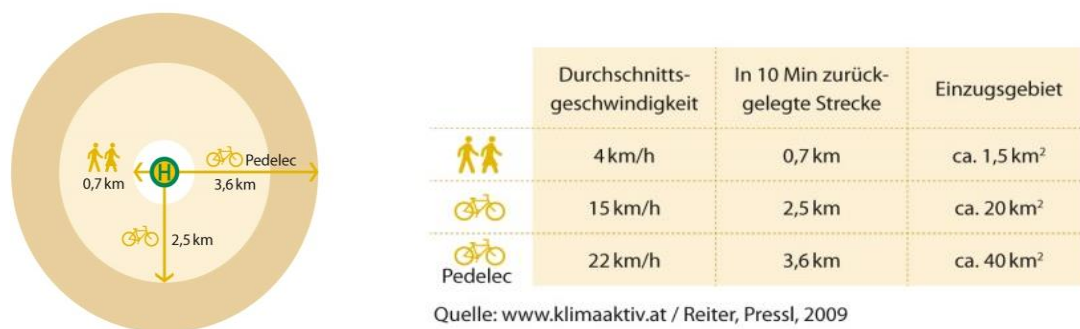 H
Pedelec
0,7 km
3,6 km
2,5 km
Durchschnitts-
geschwindigkeit
In 10 Min zurück-
gelegte Strecke
Einzugsgebiet
4 km/h
0,7 km
ca. 1,5 km²
15 km/h
2,5 km
ca. 20 km²
Pedelec
22 km/h
3,6 km
ca. 40 km²
Quelle: www.klimaaktiv.at / Reiter, Pressl, 2009